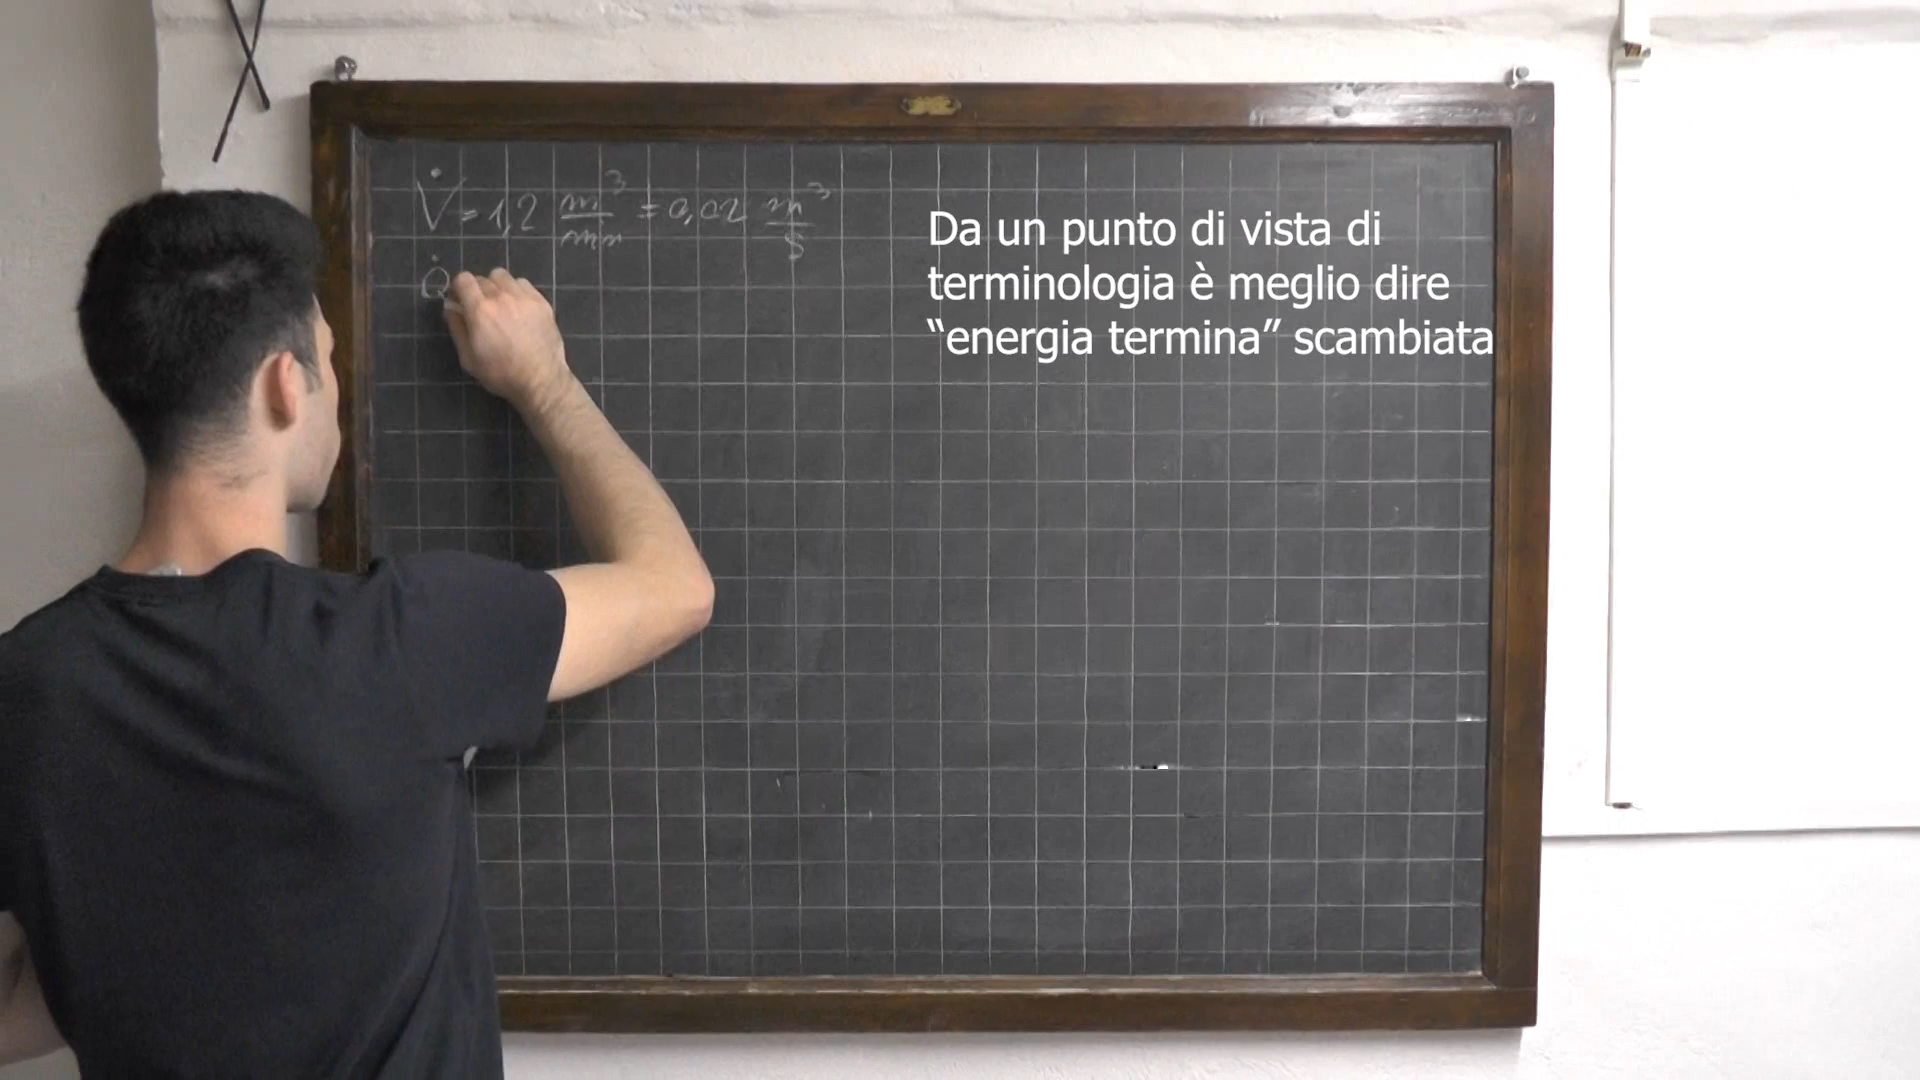 V̇ = 1,2 m³/min = 0,02 m³/s
Q̇
Da un punto di vista di
terminologia è meglio dire
“energia termina” scambiata